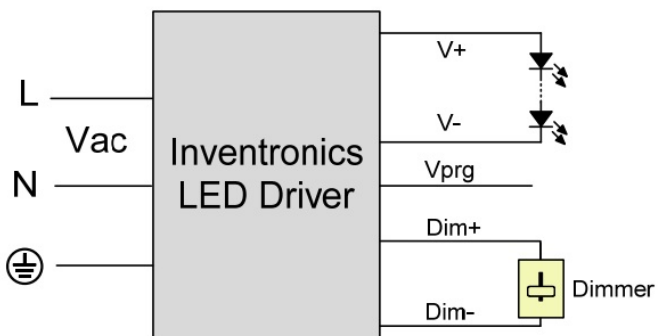 L
Vac
N
Inventronics
LED Driver
V+
V-
Vprg
Dim+
Dimmer
Dim-